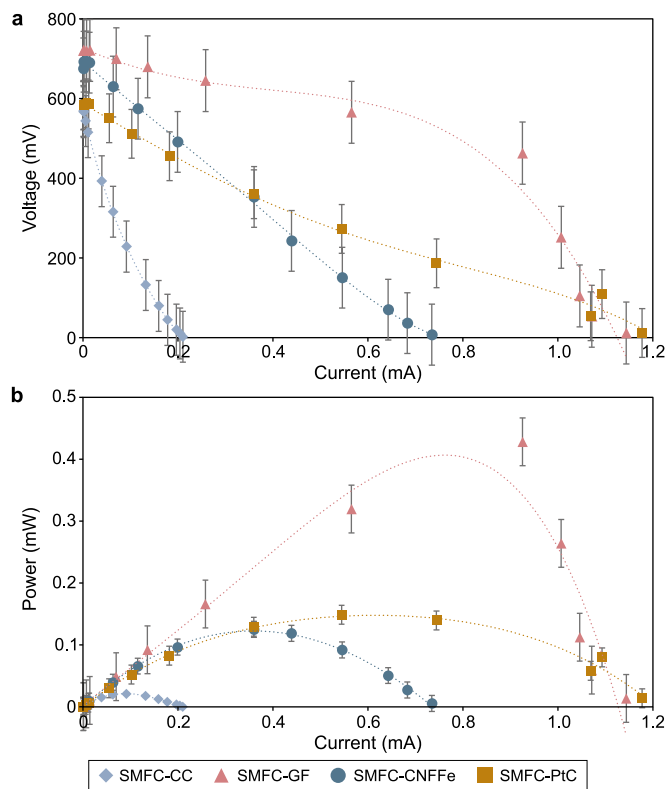 a
800
600
400
200
0
Voltage (mV)
0 0.2 0.4 0.6 0.8 1.0 1.2
Current (mA)
b
0.5
0.4
0.3
0.2
0.1
0
Power (mW)
0 0.2 0.4 0.6 0.8 1.0 1.2
Current (mA)
SMFC-CC SMFC-GF SMFC-CNFFe SMFC-PtC